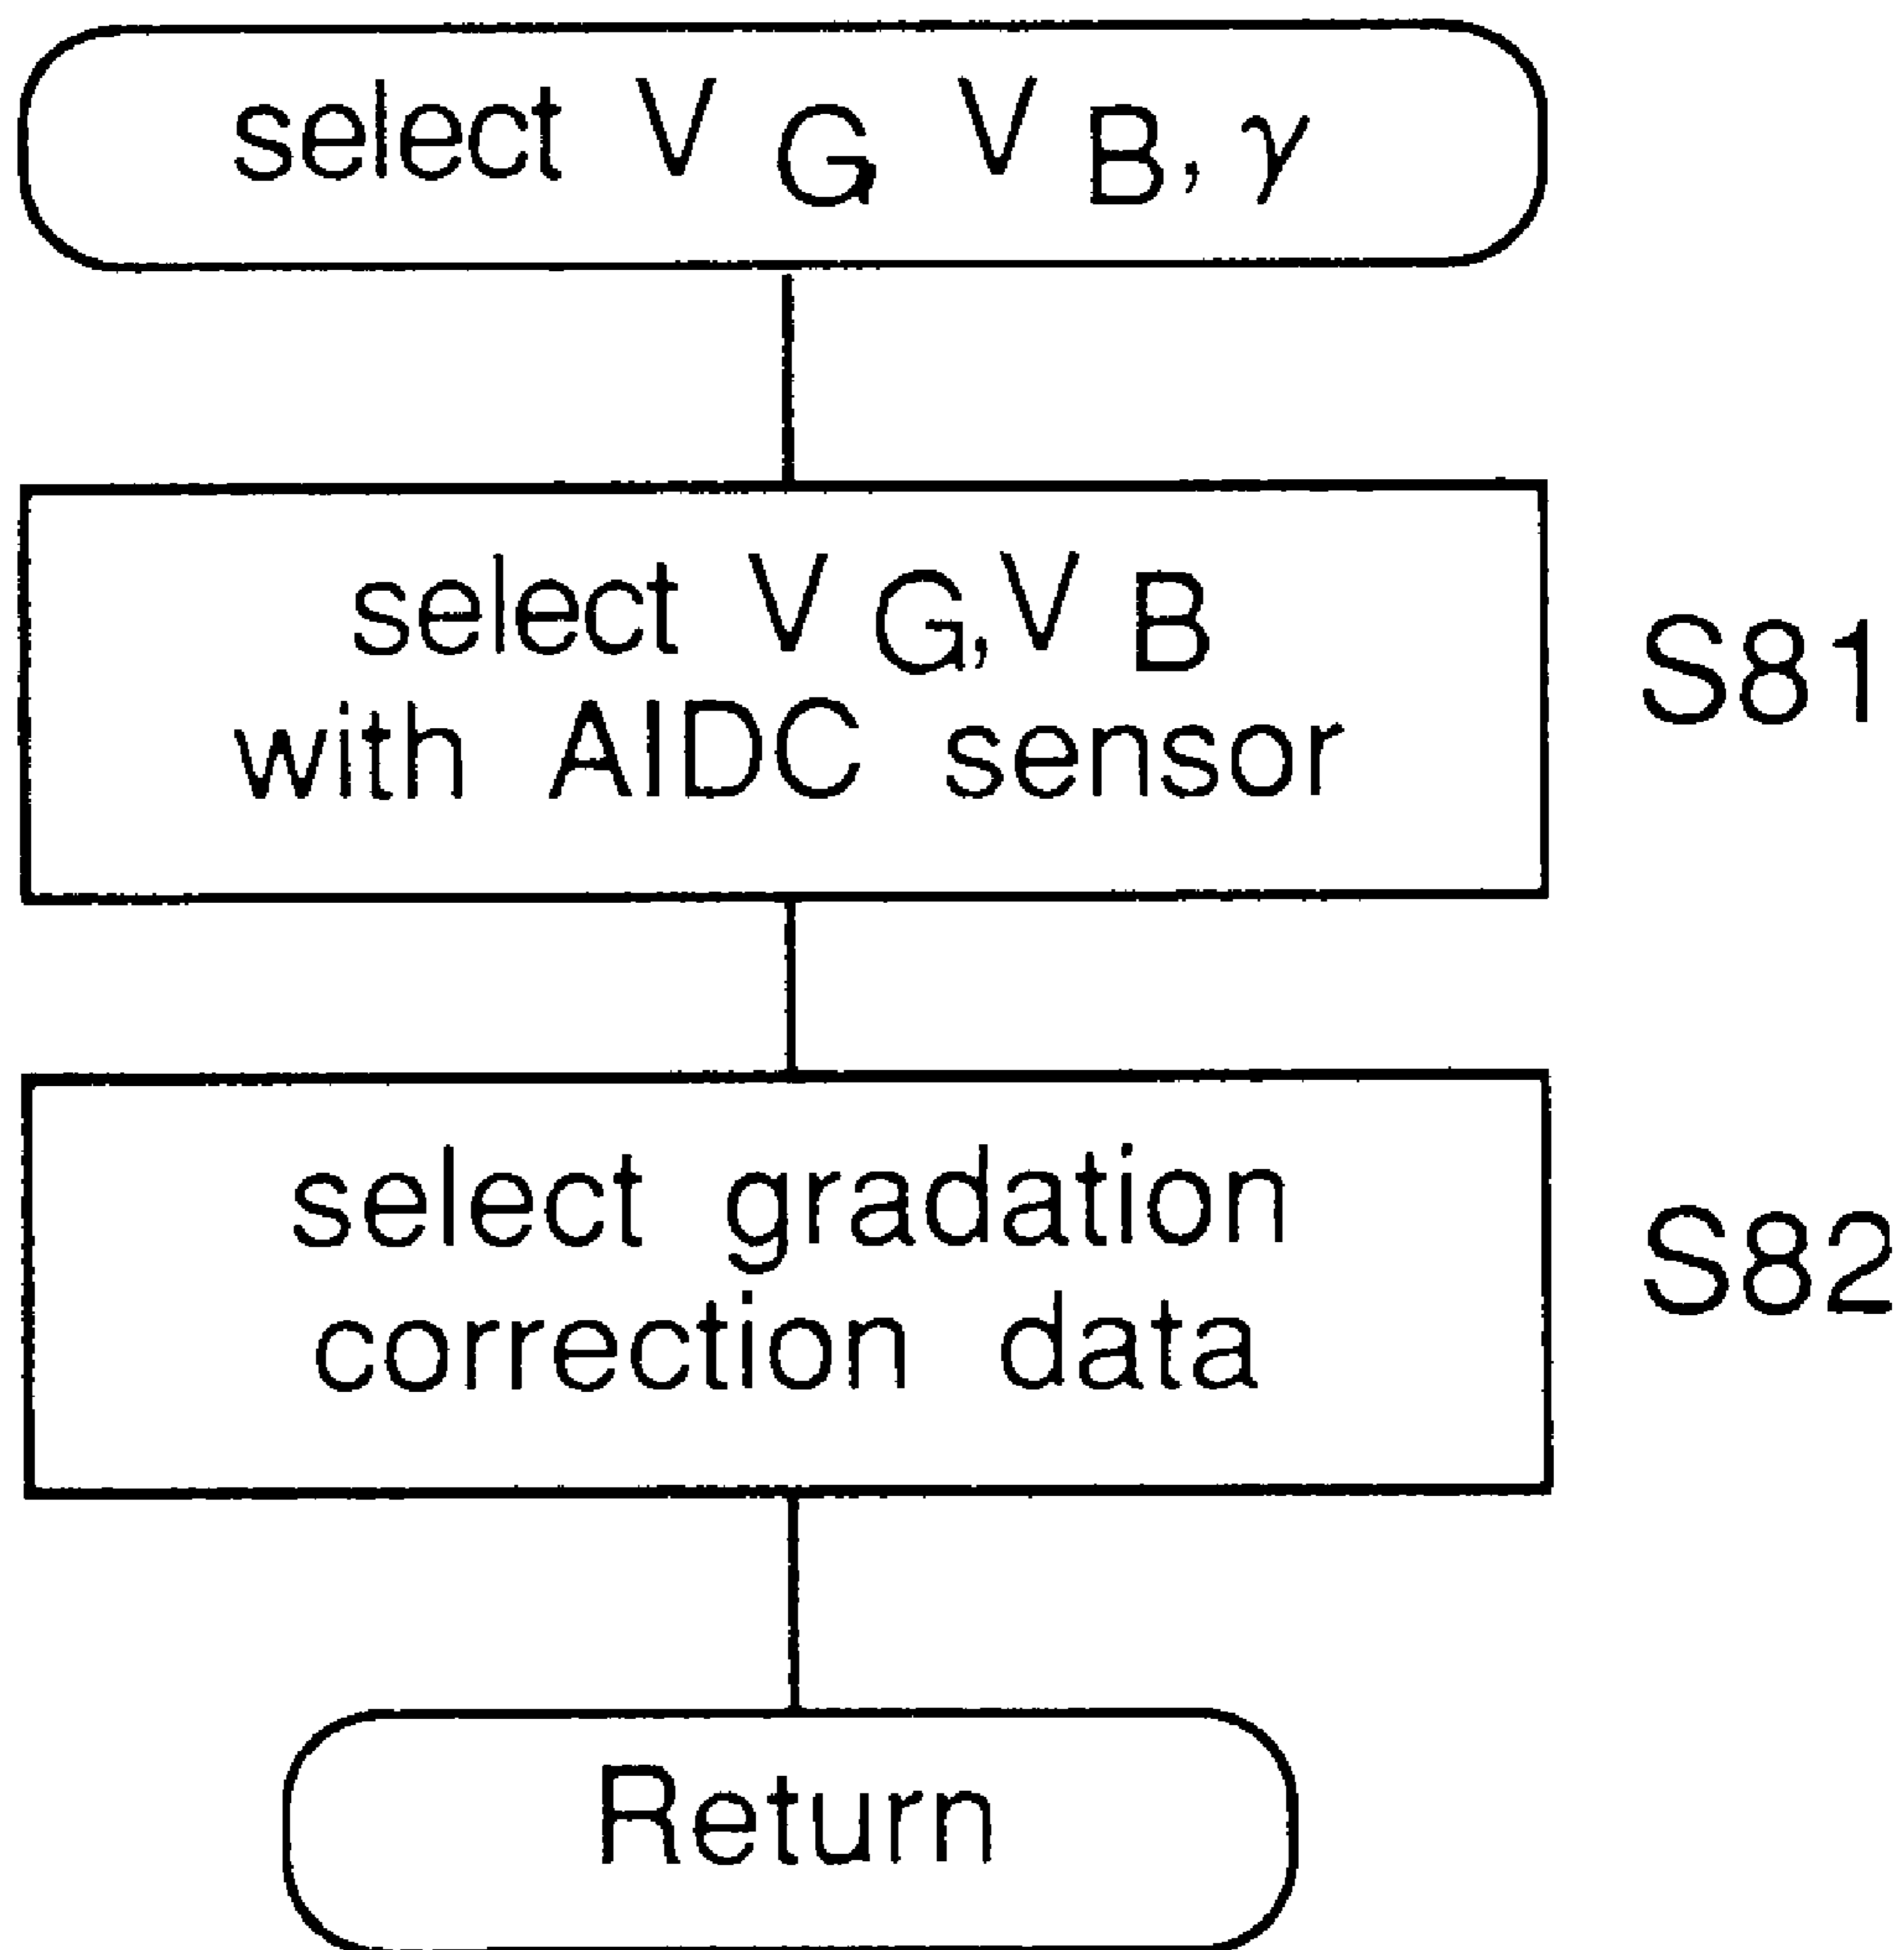 select V G, V B, γ
select V G, V B
with AIDC sensor
S81
select gradation
correction data
S82
Return